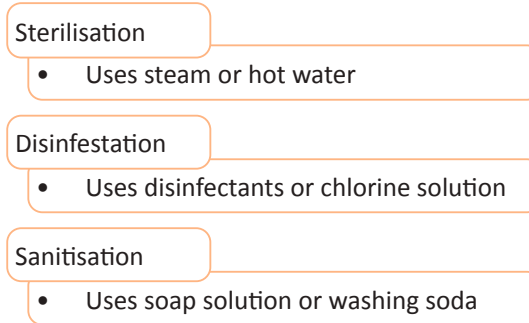 Sterilisation
• Uses steam or hot water
Disinfestation
• Uses disinfectants or chlorine solution
Sanitisation
• Uses soap solution or washing soda